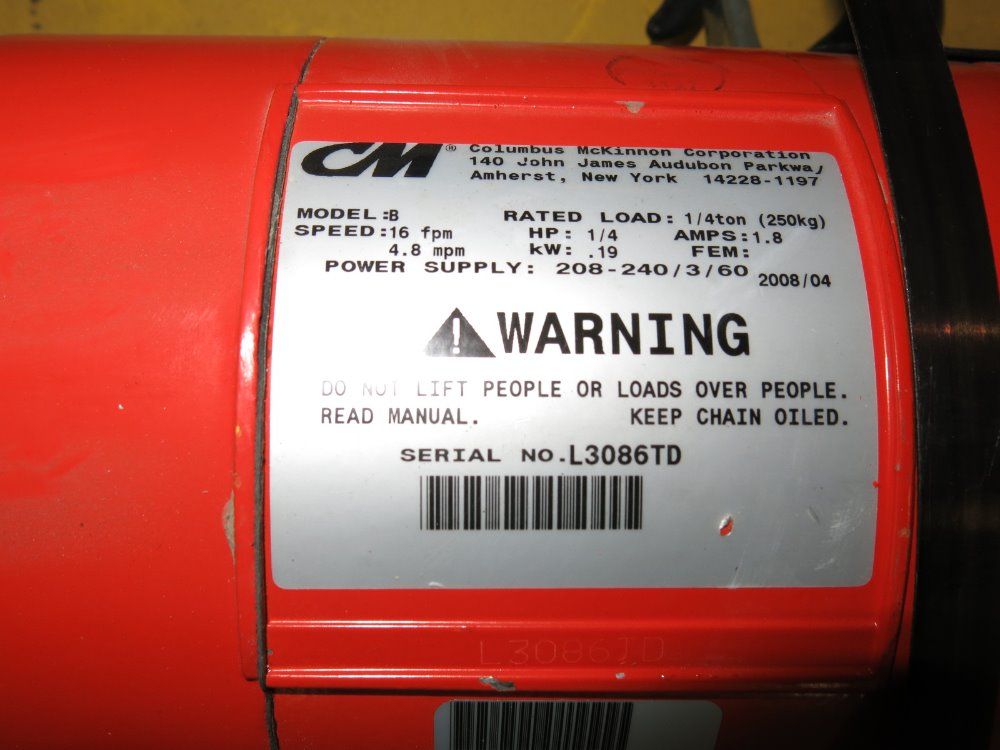 CM® Columbus McKinnon Corporation
140 John James Audubon Parkway
Amherst, New York 14228-1197
MODEL:B RATED LOAD: 1/4ton (250kg)
SPEED:16 fpm HP: 1/4 AMPS:1.8
4.8 mpm kW: .19 FEM:
POWER SUPPLY: 208-240/3/60 2008/04
WARNING
DO NOT LIFT PEOPLE OR LOADS OVER PEOPLE.
READ MANUAL. KEEP CHAIN OILED.
SERIAL NO.L3086TD
L3086TD